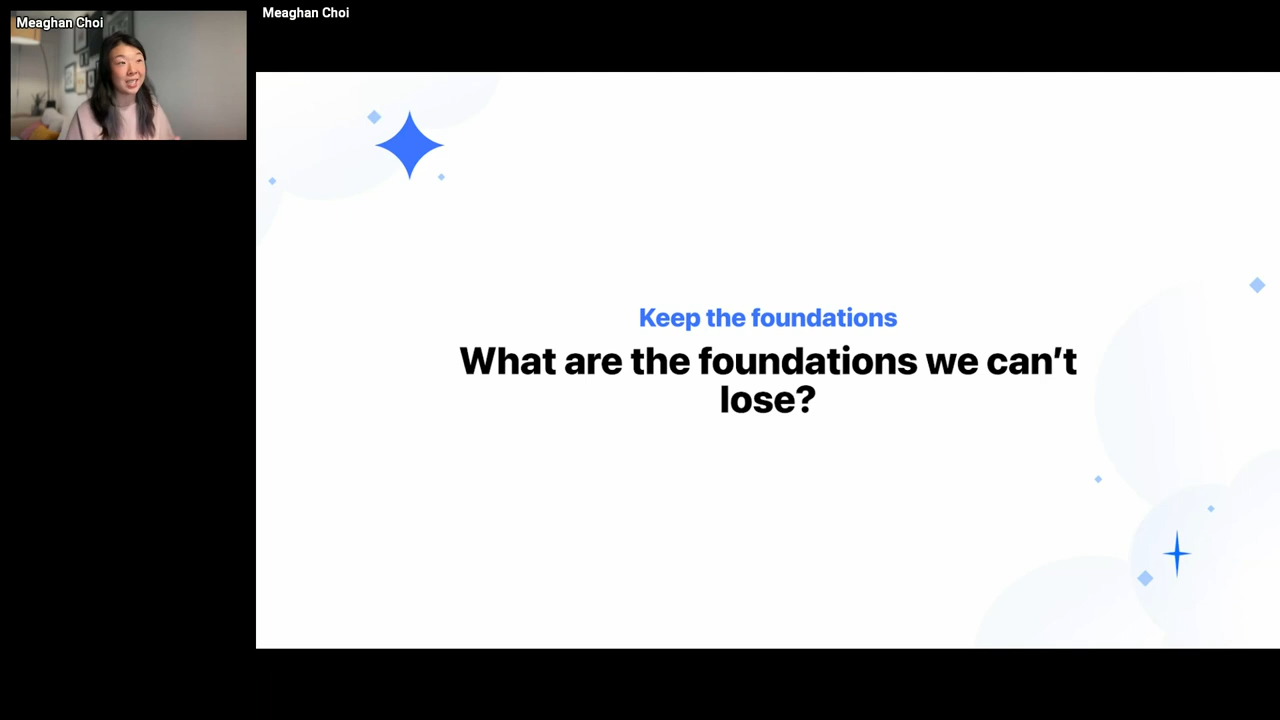 Meaghan Choi
Meaghan Choi
Keep the foundations
What are the foundations we can’t
lose?